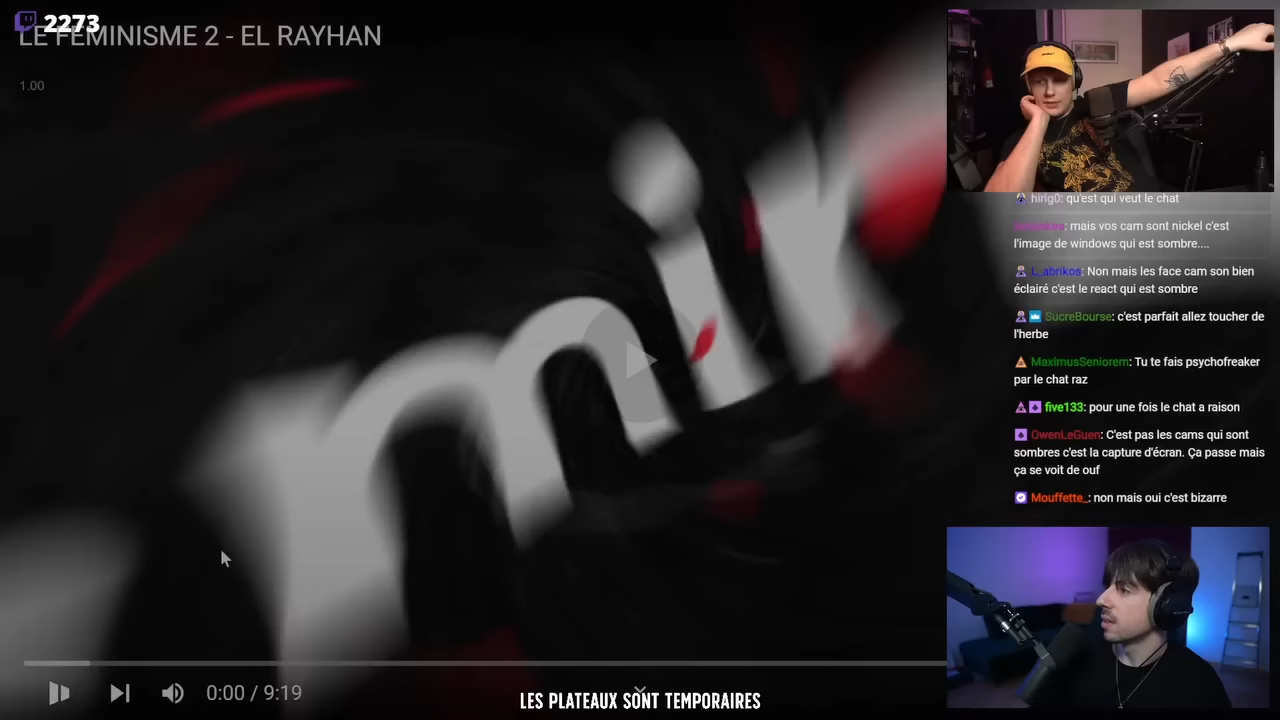 2273
LE FEMINISME 2 - EL RAYHAN
1.00
hirig0: qu'est qui veut le chat
: mais vos cam sont nickel c'est
l'image de windows qui est sombre....
L_abrikos: Non mais les face cam son bien
éclairé c'est le react qui est sombre
SucreBourse: c'est parfait allez toucher de
l'herbe
MaximusSeniorem: Tu te fais psychofreaker
par le chat raz
five133: pour une fois le chat a raison
OwenLeGuen: C'est pas les cams qui sont
sombres c'est la capture d'écran. Ça passe mais
ça se voit de ouf
Mouffette_: non mais oui c'est bizarre
0:00 / 9:19
LES PLATEAUX SONT TEMPORAIRES